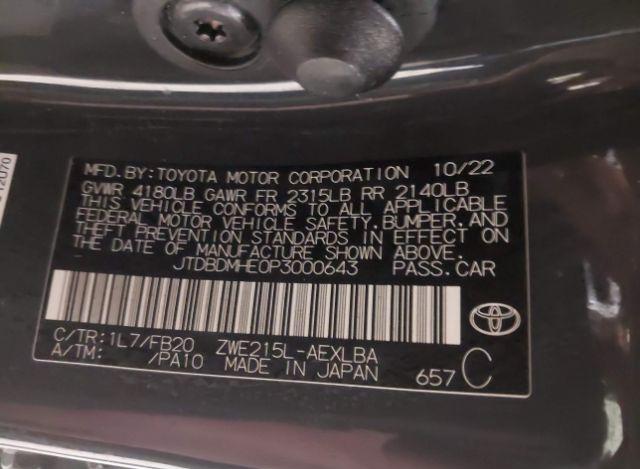 MFD.BY:TOYOTA MOTOR CORPORATION 10/22
GVWR 4180LB GAWR FR 2315LB RR 2140LB
THIS VEHICLE CONFORMS TO ALL APPLICABLE
FEDERAL MOTOR VEHICLE SAFETY,BUMPER,AND
THEFT PREVENTION STANDARDS IN EFFECT ON
THE DATE OF MANUFACTURE SHOWN ABOVE.
JTDBDMHE0P3000643 PASS.CAR
C/TR:1L7/FB20 ZWE215L-AEXLBA
A/TM: /PA10 MADE IN JAPAN 657 C